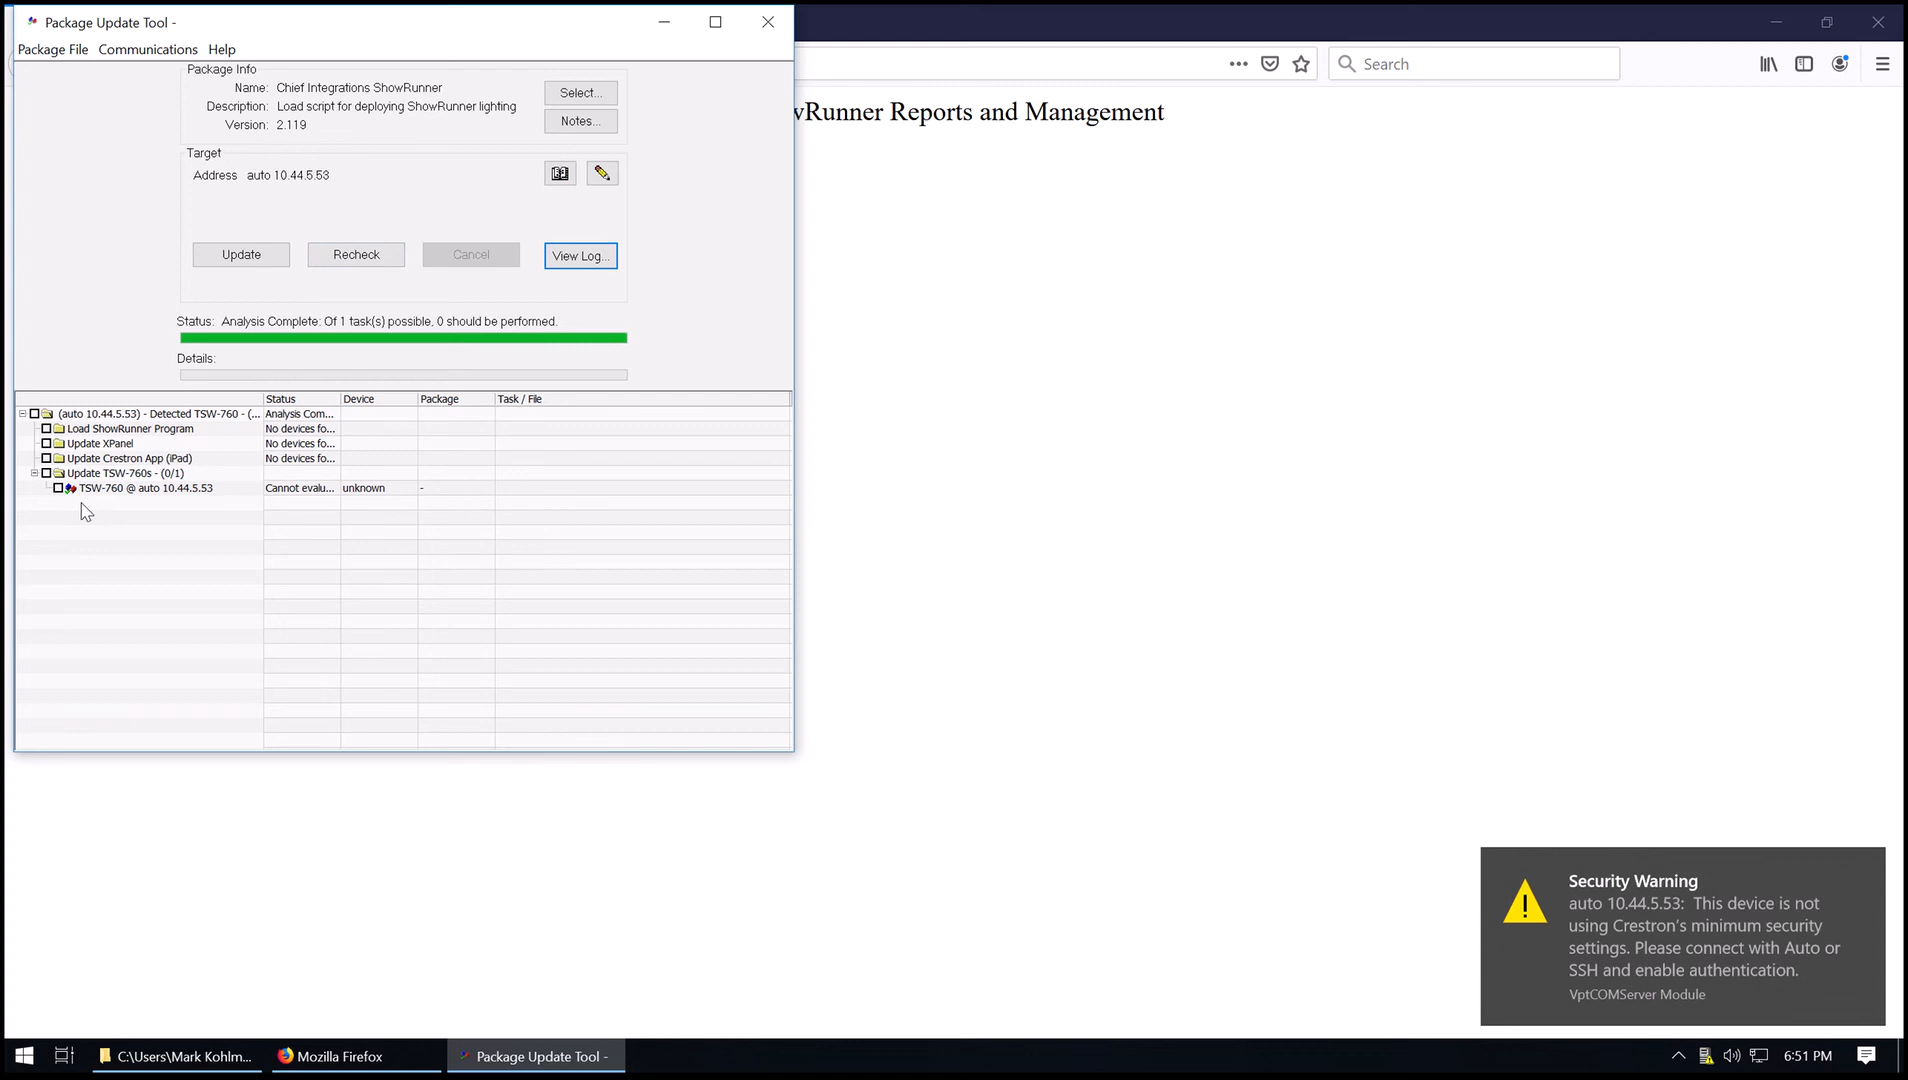 Package Update Tool -
Package File Communications Help
Search
Package Info
Name: Chief Integrations ShowRunner
Select...
Description: Load script for deploying ShowRunner lighting
Version: 2.119
Notes...
wRunner Reports and Management
Target
Address auto 10.44.5.53
Update Recheck Cancel View Log...
Status: Analysis Complete: Of 1 task(s) possible, 0 should be performed.
Details:
Status Device Package Task / File
(auto 10.44.5.53) - Detected TSW-760 - (... Analysis Com...
Load ShowRunner Program No devices fo...
Update XPanel No devices fo...
Update Crestron App (iPad) No devices fo...
Update TSW-760s - (0/1)
TSW-760 @ auto 10.44.5.53 Cannot evalu... unknown -
Security Warning
auto 10.44.5.53: This device is not
using Crestron's minimum security
settings. Please connect with Auto or
SSH and enable authentication.
VptCOMServer Module
C:\Users\Mark Kohlm... Mozilla Firefox Package Update Tool - 6:51 PM